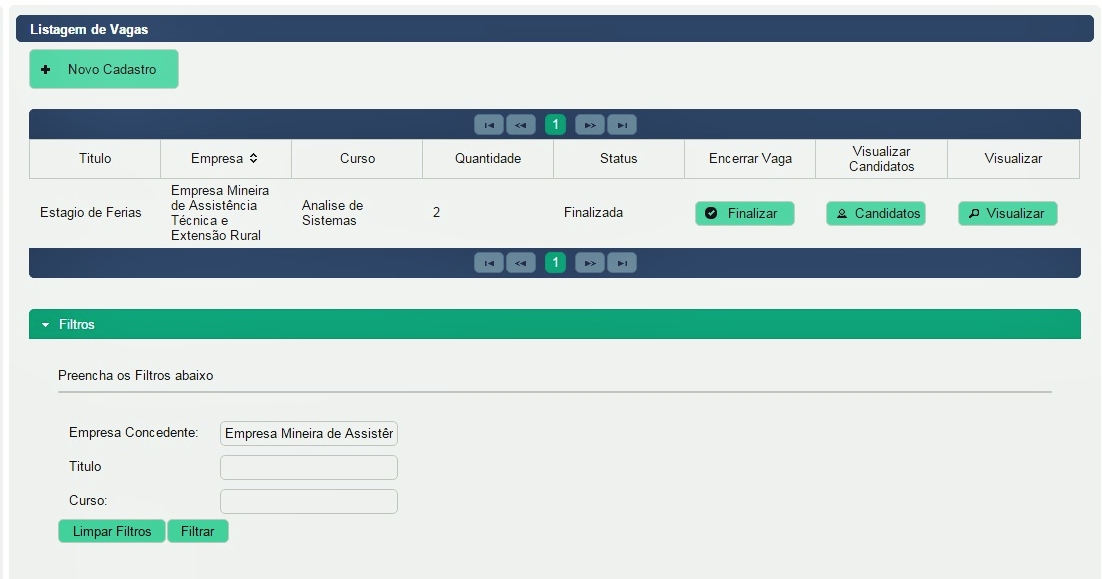 Listagem de Vagas
Novo Cadastro
1
Titulo Empresa Curso Quantidade Status Encerrar Vaga Visualizar Candidatos Visualizar
Estagio de Ferias
Empresa Mineira
de Assistência
Técnica e
Extensão Rural
Analise de
Sistemas
2
Finalizada
Finalizar
Candidatos
Visualizar
1
Filtros
Preencha os Filtros abaixo
Empresa Concedente: Empresa Mineira de Assistêr
Titulo
Curso:
Limpar Filtros Filtrar